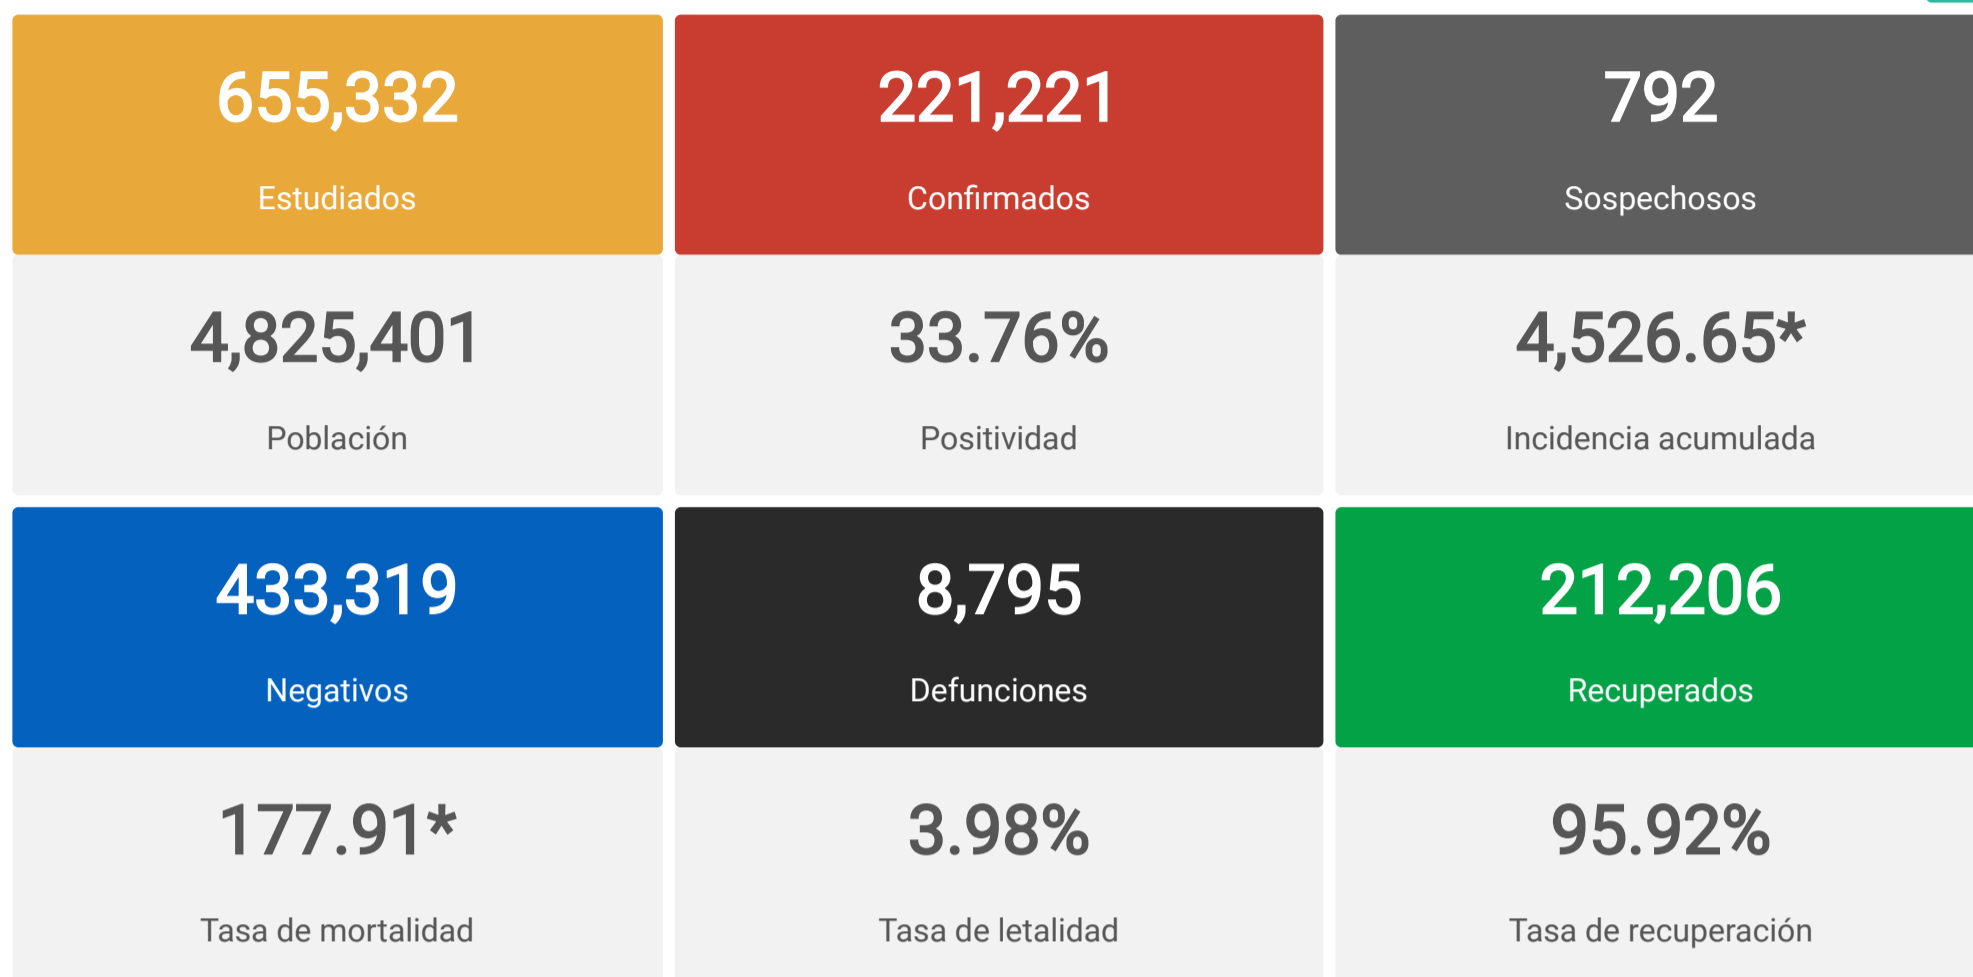 655,332
Estudiados
221,221
Confirmados
792
Sospechosos
4,825,401
Población
33.76%
Positividad
4,526.65*
Incidencia acumulada
433,319
Negativos
8,795
Defunciones
212,206
Recuperados
177.91*
Tasa de mortalidad
3.98%
Tasa de letalidad
95.92%
Tasa de recuperación